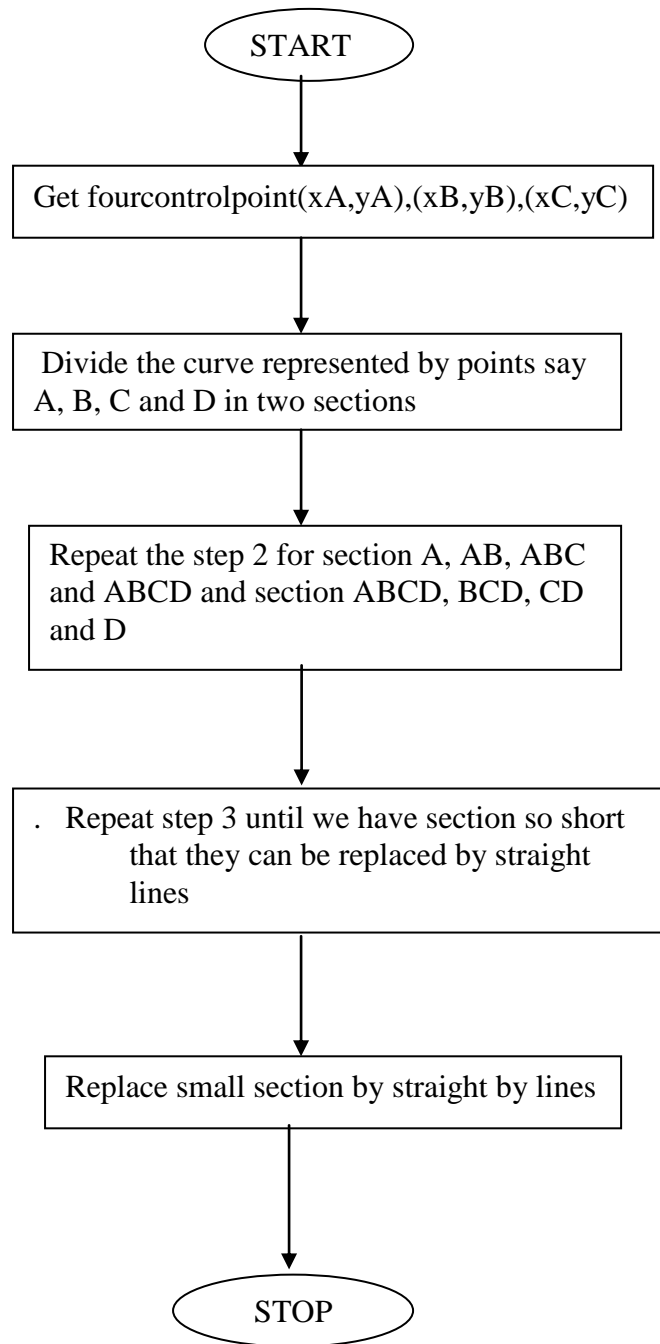 START
Get fourcontrolpoint(xA,yA),(xB,yB),(xC,yC)
Divide the curve represented by points say
A, B, C and D in two sections
Repeat the step 2 for section A, AB, ABC
and ABCD and section ABCD, BCD, CD
and D
. Repeat step 3 until we have section so short
that they can be replaced by straight
lines
Replace small section by straight by lines
STOP